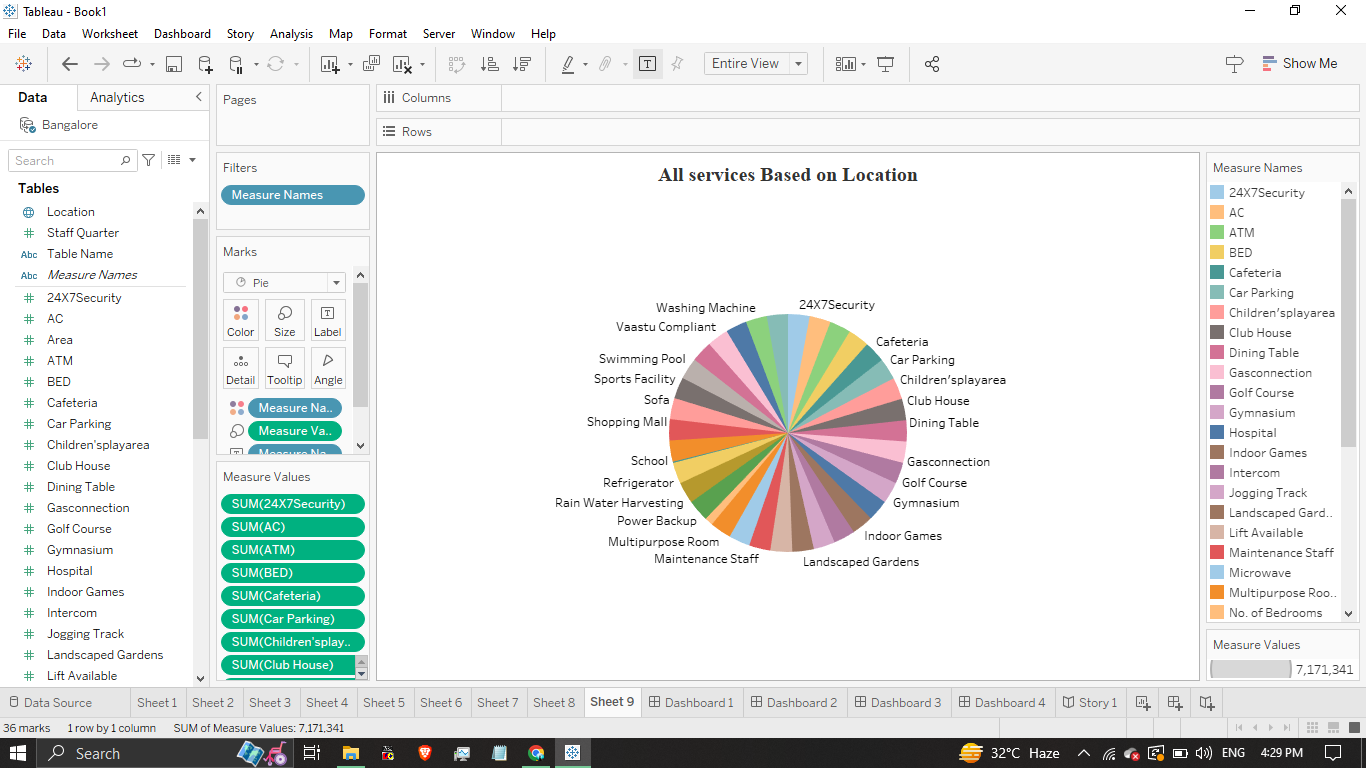 Tableau - Book1
File Data Worksheet Dashboard Story Analysis Map Format Server Window Help
Entire View
Show Me
Data Analytics
Bangalore
Search
Tables
Location
Staff Quarter
Abc Table Name
Abc Measure Names
24X7Security
AC
Area
ATM
BED
Cafeteria
Car Parking
Children'splayarea
Club House
Dining Table
Gasconnection
Golf Course
Gymnasium
Hospital
Indoor Games
Intercom
Jogging Track
Landscaped Gardens
Lift Available
Pages
Filters
Measure Names
Marks
Pie
Color Size Label
Detail Tooltip Angle
Measure Na..
Measure Va..
Measure Na..
Measure Values
SUM(24X7Security)
SUM(AC)
SUM(ATM)
SUM(BED)
SUM(Cafeteria)
SUM(Car Parking)
SUM(Children'splay..
SUM(Club House)
Columns
Rows
All services Based on Location
24X7Security
Cafeteria
Car Parking
Children'splayarea
Club House
Dining Table
Gasconnection
Golf Course
Gymnasium
Indoor Games
Landscaped Gardens
Maintenance Staff
Multipurpose Room
Power Backup
Rain Water Harvesting
Refrigerator
School
Shopping Mall
Sofa
Sports Facility
Swimming Pool
Vaastu Compliant
Washing Machine
Measure Names
24X7Security
AC
ATM
BED
Cafeteria
Car Parking
Children'splayarea
Club House
Dining Table
Gasconnection
Golf Course
Gymnasium
Hospital
Indoor Games
Intercom
Jogging Track
Landscaped Gard..
Lift Available
Maintenance Staff
Microwave
Multipurpose Roo..
No. of Bedrooms
Measure Values
7,171,341
Data Source Sheet 1 Sheet 2 Sheet 3 Sheet 4 Sheet 5 Sheet 6 Sheet 7 Sheet 8 Sheet 9 Dashboard 1 Dashboard 2 Dashboard 3 Dashboard 4 Story 1
36 marks 1 row by 1 column SUM of Measure Values: 7,171,341
Search
32°C Haze ENG 4:29 PM